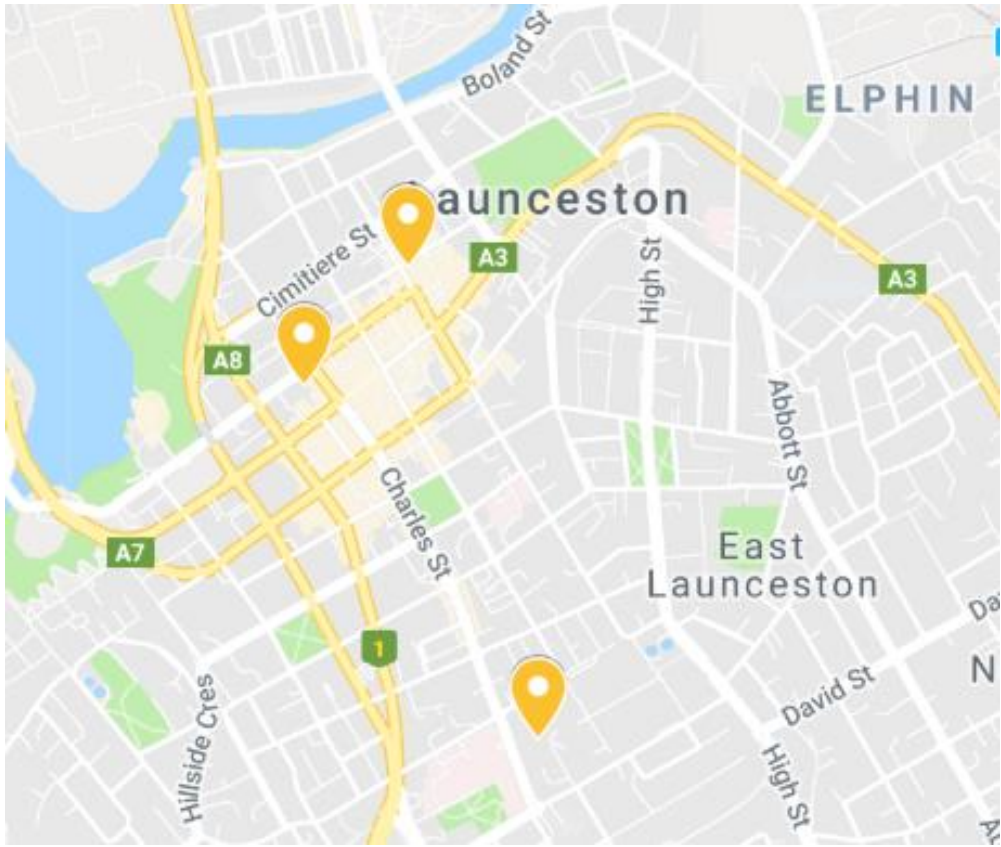 Boland St
ELPHIN
aunceston
Cimitiere St
A3
High St
A3
A8
Abbott St
Charles St
A7
East
Launceston
1
David St
Hillside Cres
High St